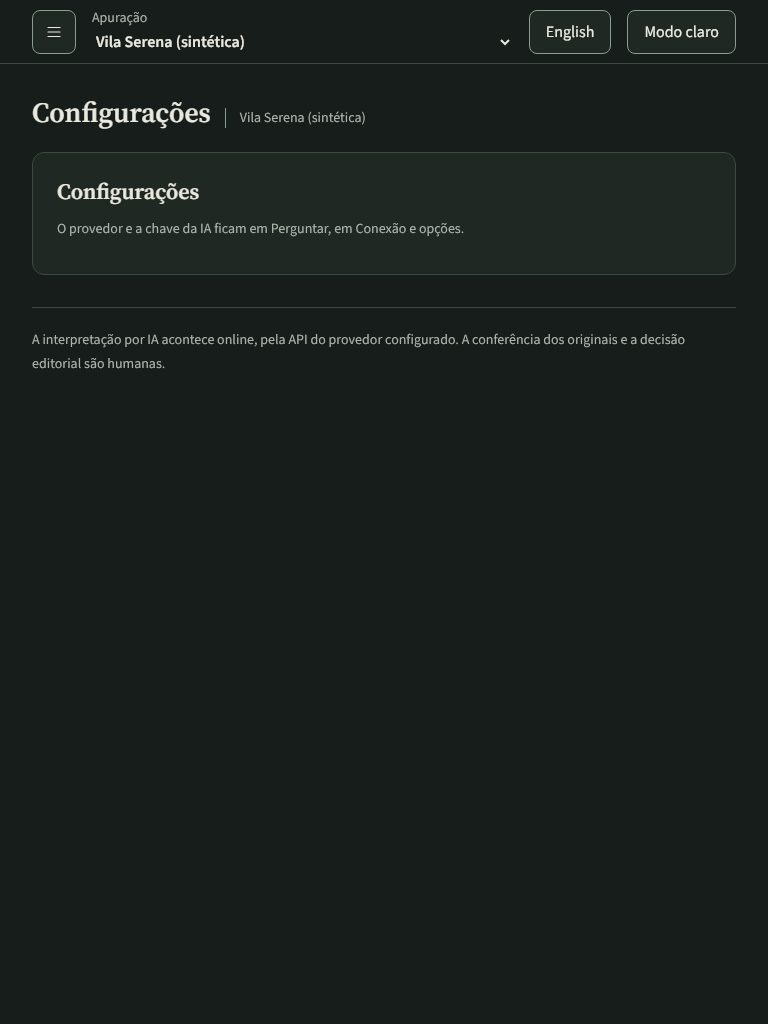 Apuração
Vila Serena (sintética)
English
Modo claro
Configurações
Vila Serena (sintética)
Configurações
O provedor e a chave da IA ficam em Perguntar, em Conexão e opções.
A interpretação por IA acontece online, pela API do provedor configurado. A conferência dos originais e a decisão
editorial são humanas.